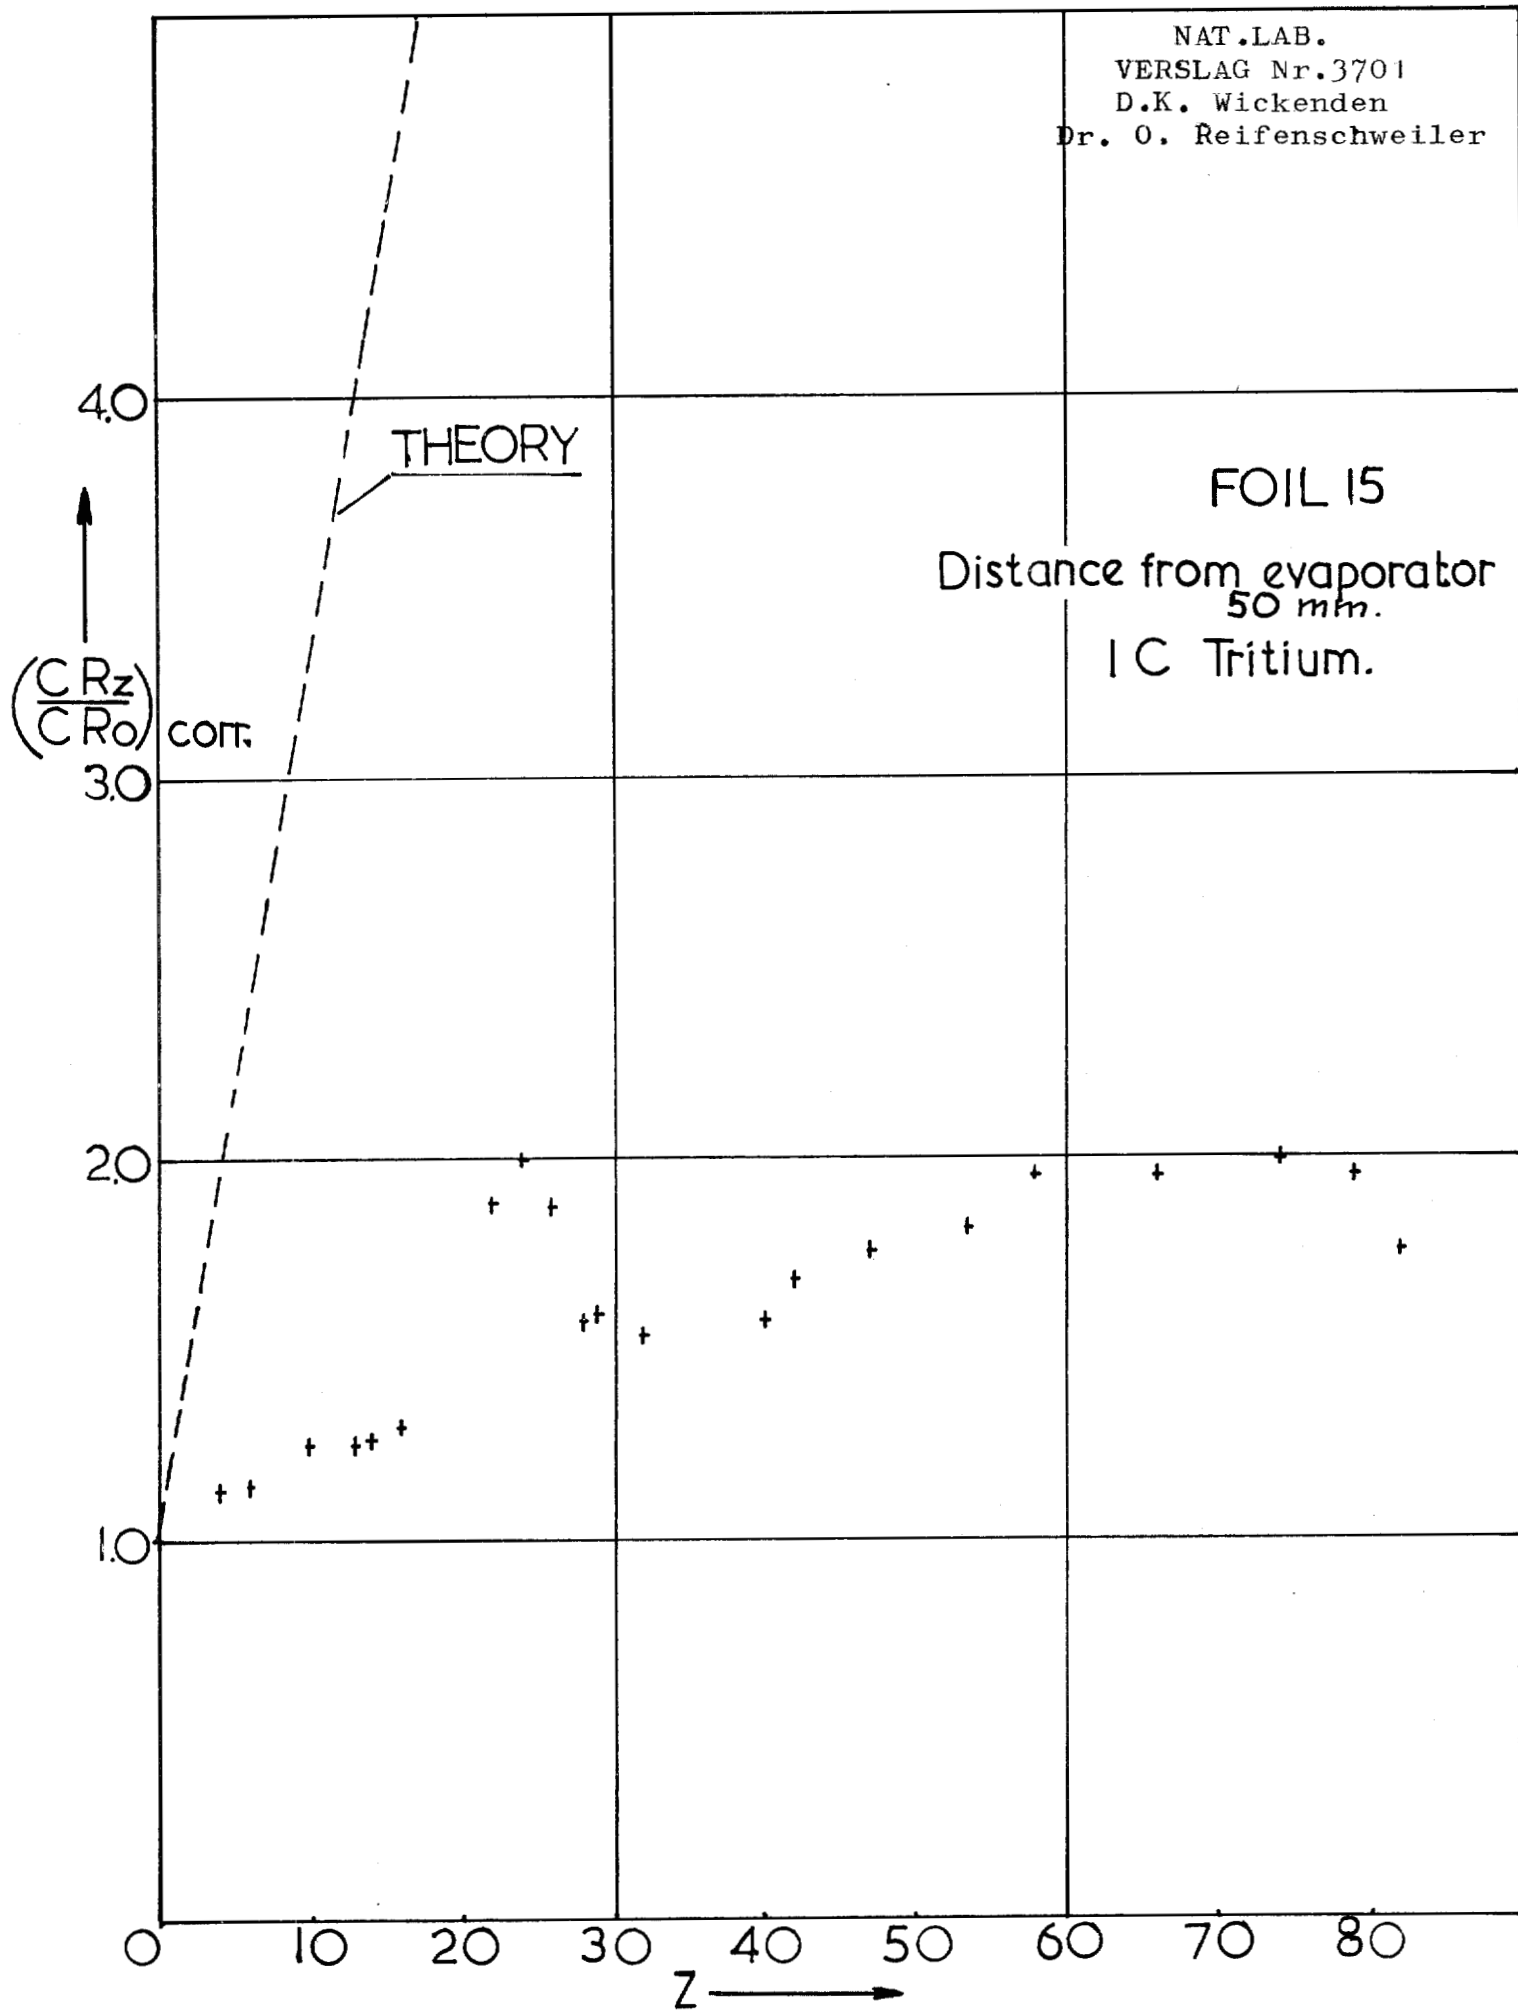 NAT.LAB.
VERSLAG Nr.3701
D.K. Wickenden
Dr. O. Reifenschweiler
4.0
THEORY
FOIL 15
Distance from evaporator
50 mm.
1 C Tritium.
(CRz
CRo) corr.
3.0
2.0
1.0
0 10 20 30 40 50 60 70 80
Z